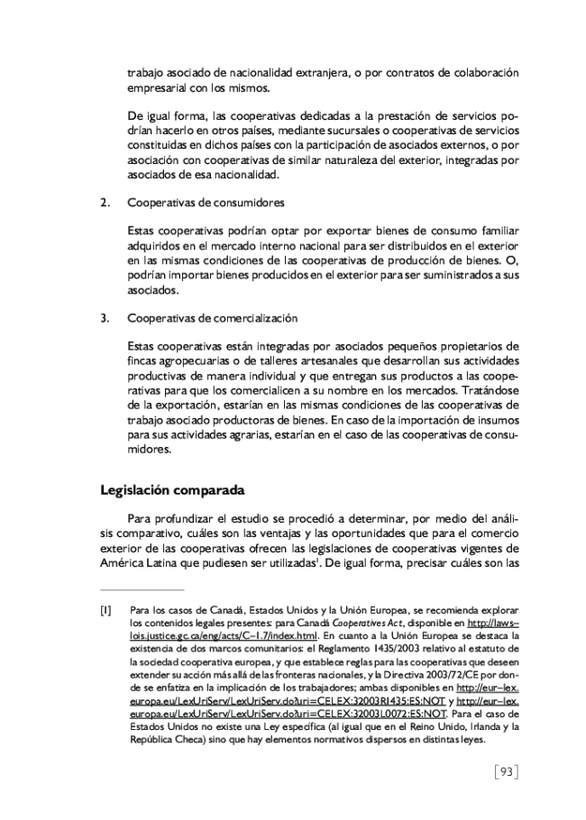 trabajo asociado de nacionalidad extranjera, o por contratos de colaboración
empresarial con los mismos.
De igual forma, las cooperativas dedicadas a la prestación de servicios po-
drían hacerlo en otros países, mediante sucursales o cooperativas de servicios
constituidas en dichos países con la participación de asociados externos, o por
asociación con cooperativas de similar naturaleza del exterior, integradas por
asociados de esa nacionalidad.
2. Cooperativas de consumidores
Estas cooperativas podrían optar por exportar bienes de consumo familiar
adquiridos en el mercado interno nacional para ser distribuidos en el exterior
en las mismas condiciones de las cooperativas de producción de bienes. O,
podrían importar bienes producidos en el exterior para ser suministrados a sus
asociados.
3. Cooperativas de comercialización
Estas cooperativas están integradas por asociados pequeños propietarios de
fincas agropecuarias o de talleres artesanales que desarrollan sus actividades
productivas de manera individual y que entregan sus productos a las coope-
rativas para que los comercialicen a su nombre en los mercados. Tratándose
de la exportación, estarían en las mismas condiciones de las cooperativas de
trabajo asociado productoras de bienes. En caso de la importación de insumos
para sus actividades agrarias, estarían en el caso de las cooperativas de consu-
midores.
Legislación comparada
Para profundizar el estudio se procedió a determinar, por medio del análi-
sis comparativo, cuáles son las ventajas y las oportunidades que para el comercio
exterior de las cooperativas ofrecen las legislaciones de cooperativas vigentes de
América Latina que pudiesen ser utilizadas1. De igual forma, precisar cuáles son las
[1] Para los casos de Canadá, Estados Unidos y la Unión Europea, se recomienda explorar
los contenidos legales presentes: para Canadá Cooperatives Act, disponible en http://laws–
lois.justice.gc.ca/eng/acts/C–1.7/index.html. En cuanto a la Unión Europea se destaca la
existencia de dos marcos comunitarios: el Reglamento 1435/2003 relativo al estatuto de
la sociedad cooperativa europea, y que establece reglas para las cooperativas que deseen
extender su acción más allá de las fronteras nacionales, y la Directiva 2003/72/CE por don-
de se enfatiza en la implicación de los trabajadores; ambas disponibles en http://eur–lex.
europa.eu/LexUriServ/LexUriServ.do?uri=CELEX:32003R1435:ES:NOT y http://eur–lex.
europa.eu/LexUriServ/LexUriServ.do?uri=CELEX:32003L0072:ES:NOT. Para el caso de
Estados Unidos no existe una Ley específica (al igual que en el Reino Unido, Irlanda y la
República Checa) sino que hay elementos normativos dispersos en distintas leyes.
[93]